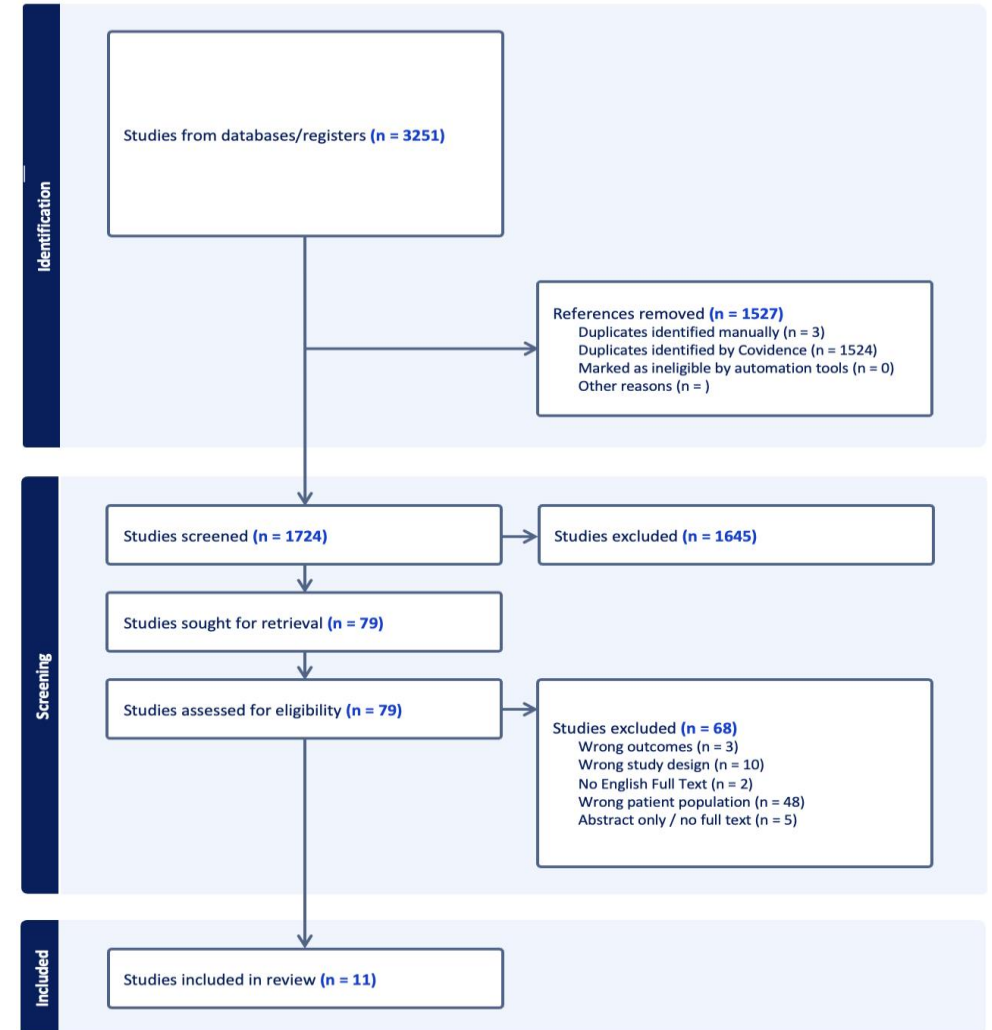 Identification
Studies from databases/registers (n = 3251)
References removed (n = 1527)
Duplicates identified manually (n = 3)
Duplicates identified by Covidence (n = 1524)
Marked as ineligible by automation tools (n = 0)
Other reasons (n = )
Screening
Studies screened (n = 1724)
Studies excluded (n = 1645)
Studies sought for retrieval (n = 79)
Studies assessed for eligibility (n = 79)
Studies excluded (n = 68)
Wrong outcomes (n = 3)
Wrong study design (n = 10)
No English Full Text (n = 2)
Wrong patient population (n = 48)
Abstract only / no full text (n = 5)
Included
Studies included in review (n = 11)